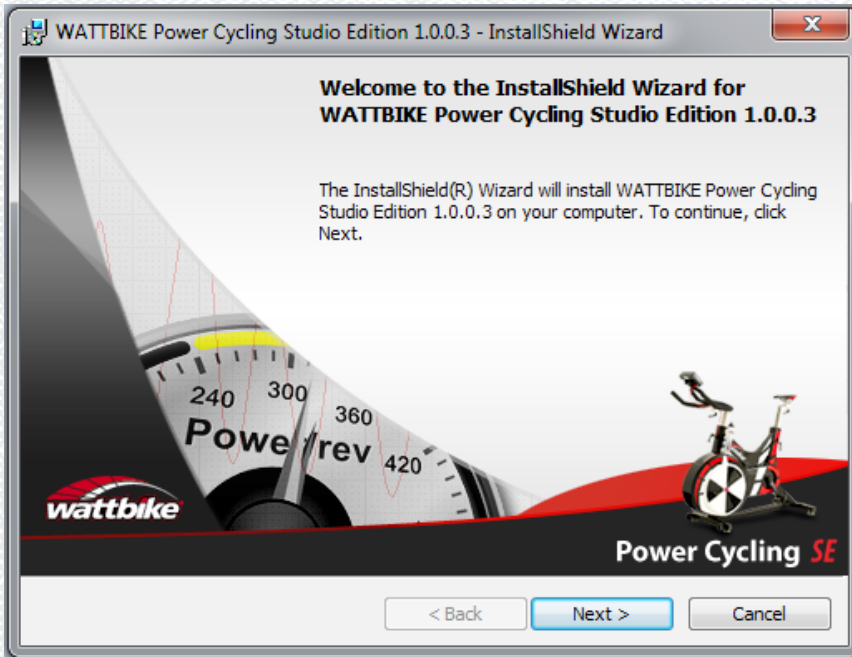 WATTBIKE Power Cycling Studio Edition 1.0.0.3 - InstallShield Wizard
Welcome to the InstallShield Wizard for
WATTBIKE Power Cycling Studio Edition 1.0.0.3
The InstallShield(R) Wizard will install WATTBIKE Power Cycling
Studio Edition 1.0.0.3 on your computer. To continue, click
Next.
240
300
360
420
Power/rev
wattbike
Power Cycling SE
< Back
Next >
Cancel